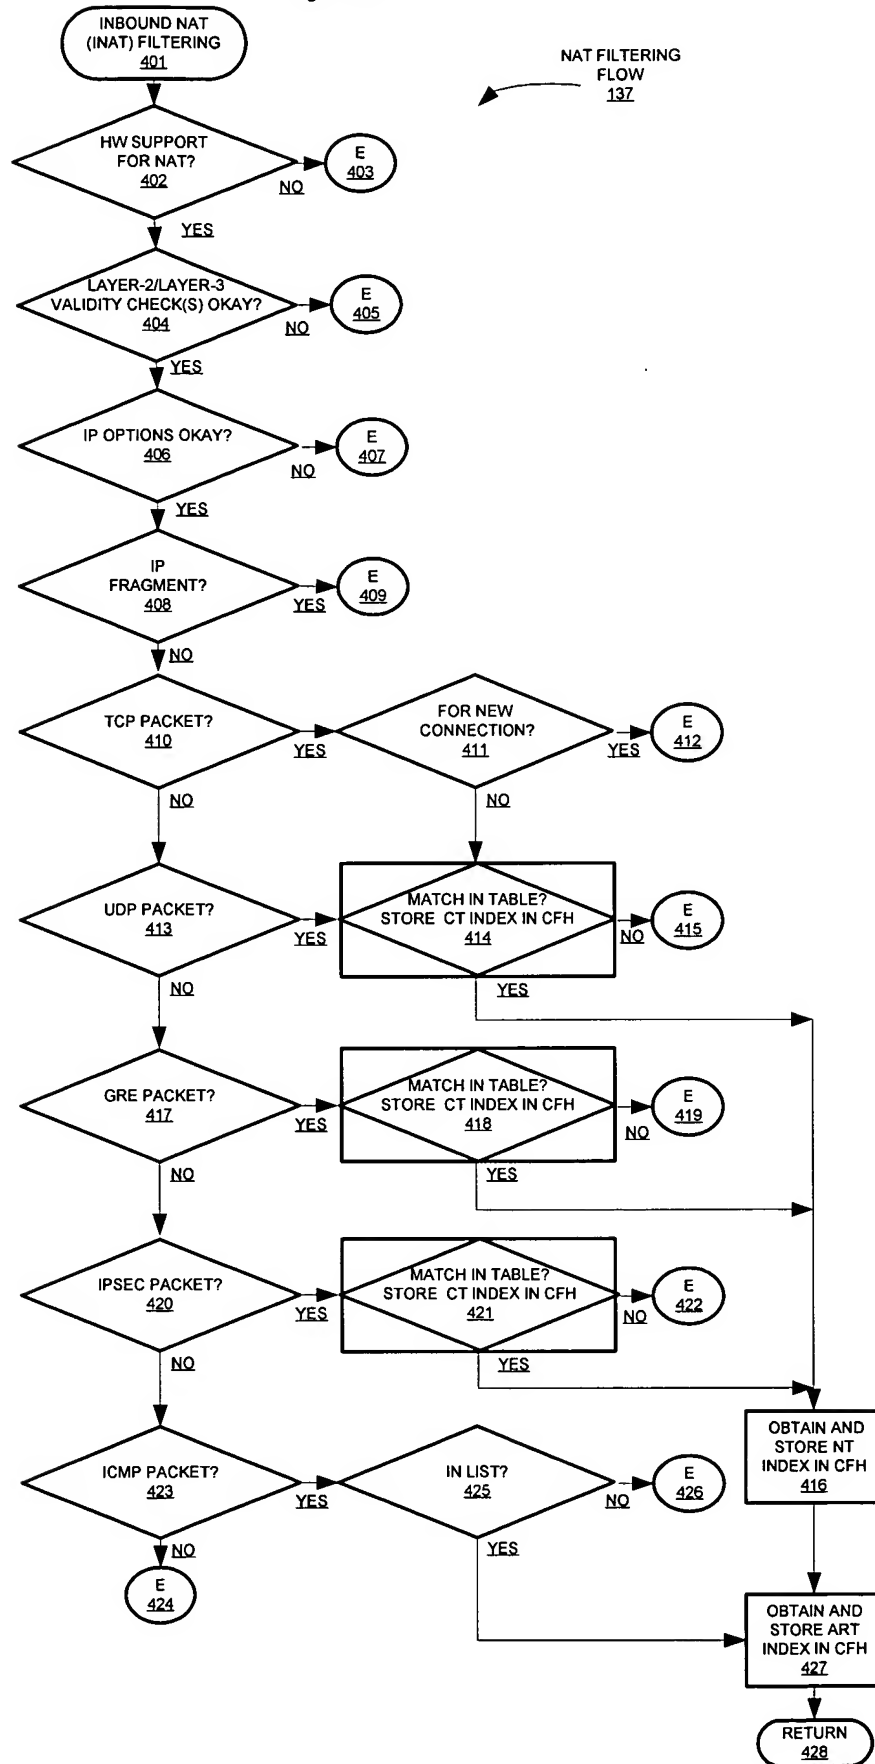 INBOUND NAT
(INAT) FILTERING
401
NAT FILTERING
FLOW
137
HW SUPPORT
FOR NAT?
402
NO
E
403
YES
LAYER-2/LAYER-3
VALIDITY CHECK(S) OKAY?
404
NO
E
405
YES
IP OPTIONS OKAY?
406
NO
E
407
YES
IP
FRAGMENT?
408
YES
E
409
NO
TCP PACKET?
410
YES
FOR NEW
CONNECTION?
411
YES
E
412
NO
NO
UDP PACKET?
413
YES
MATCH IN TABLE?
STORE CT INDEX IN CFH
414
NO
E
415
NO
YES
GRE PACKET?
417
YES
MATCH IN TABLE?
STORE CT INDEX IN CFH
418
NO
E
419
NO
YES
IPSEC PACKET?
420
YES
MATCH IN TABLE?
STORE CT INDEX IN CFH
421
NO
E
422
NO
YES
OBTAIN AND
STORE NT
INDEX IN CFH
416
ICMP PACKET?
423
YES
IN LIST?
425
NO
E
426
NO
YES
E
424
OBTAIN AND
STORE ART
INDEX IN CFH
427
RETURN
428